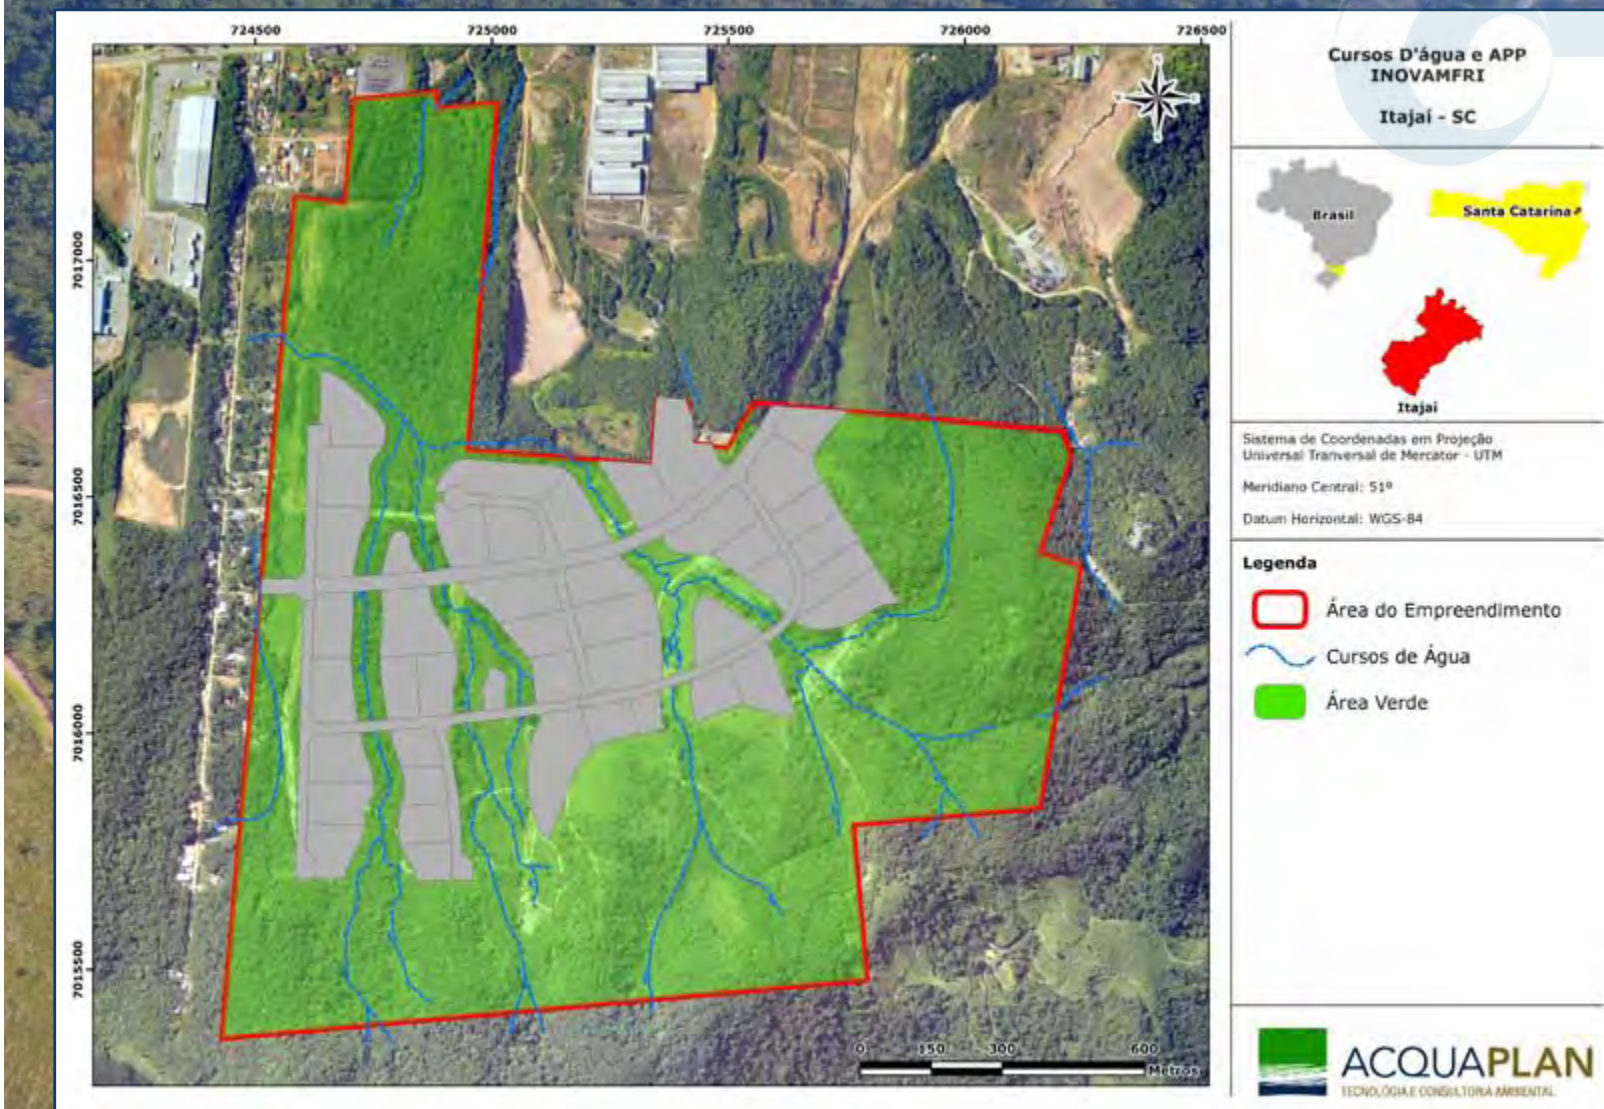 724500
725000
725500
726000
726500
7017000
7016500
7016000
7015500
0 150 300 600
Metros
Cursos D'água e APP
INOVAMFRI
Itajaí - SC
Brasil
Santa Catarina
Itajaí
Sistema de Coordenadas em Projeção
Universal Tranversal de Mercator - UTM
Meridiano Central: 51º
Datum Horizontal: WGS-84
Legenda
Área do Empreendimento
Cursos de Água
Área Verde
ACQUAPLAN
TECNOLOGIA E CONSULTORIA AMBIENTAL